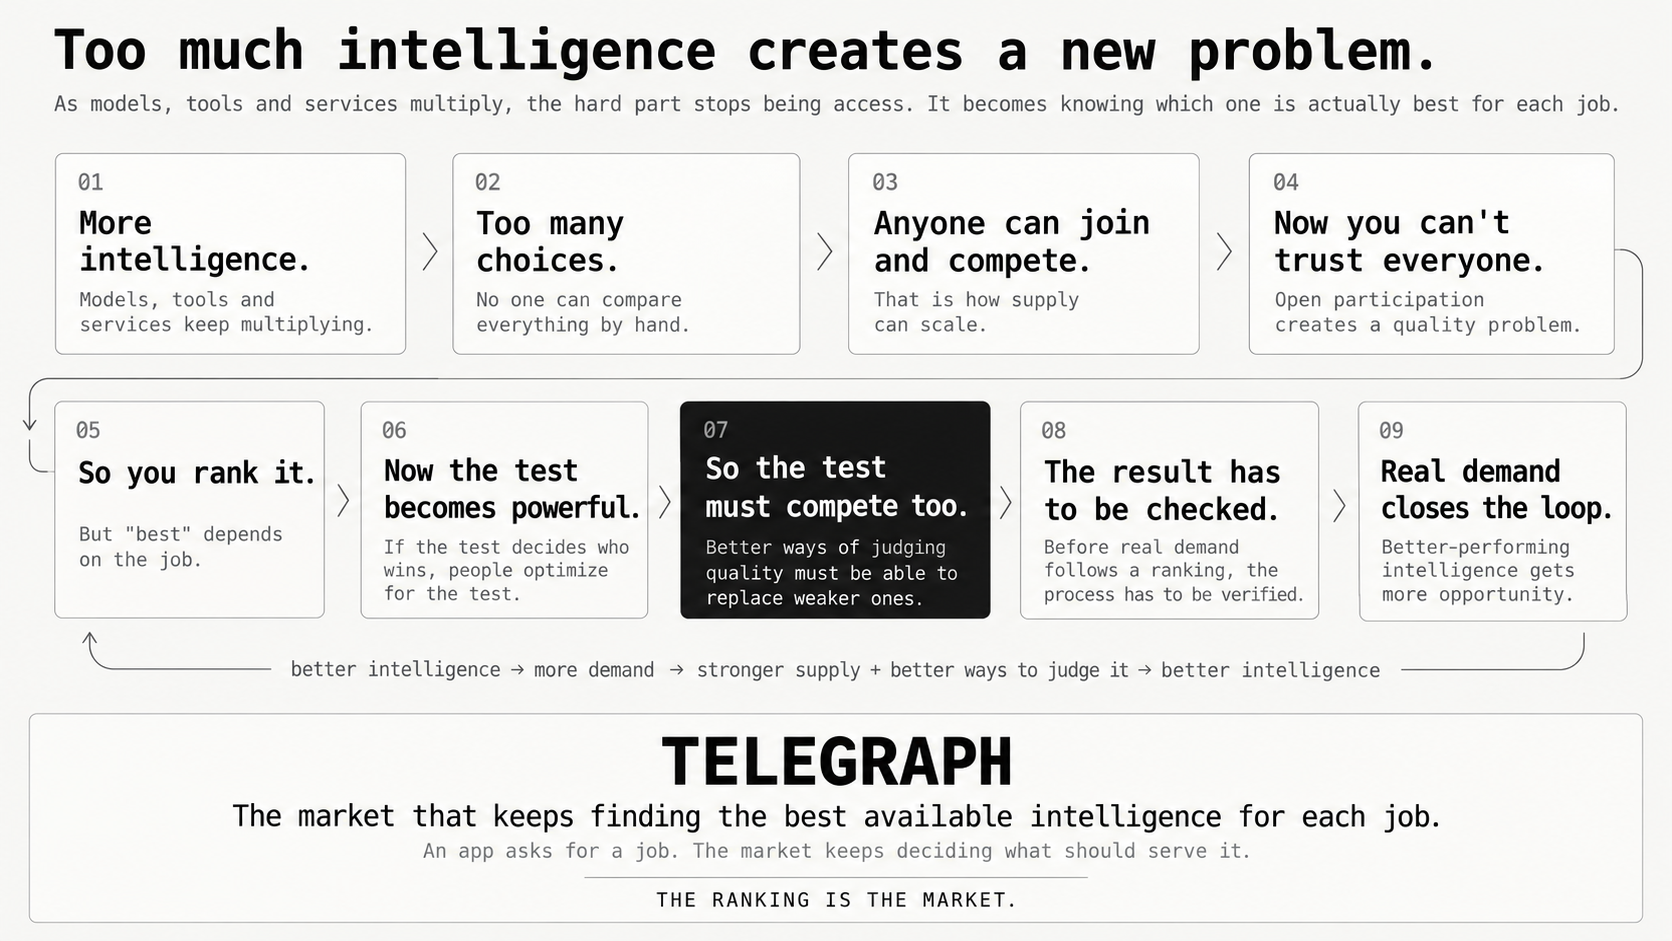 Too much intelligence creates a new problem.
As models, tools and services multiply, the hard part stops being access. It becomes knowing which one is actually best for each job.
01
More
intelligence.
Models, tools and
services keep multiplying.
02
Too many
choices.
No one can compare
everything by hand.
03
Anyone can join
and compete.
That is how supply
can scale.
04
Now you can't
trust everyone.
Open participation
creates a quality problem.
05
So you rank it.
But "best" depends
on the job.
06
Now the test
becomes powerful.
If the test decides who
wins, people optimize
for the test.
07
So the test
must compete too.
Better ways of judging
quality must be able to
replace weaker ones.
08
The result has
to be checked.
Before real demand
follows a ranking, the
process has to be verified.
09
Real demand
closes the loop.
Better-performing
intelligence gets
more opportunity.
better intelligence → more demand → stronger supply + better ways to judge it → better intelligence
TELEGRAPH
The market that keeps finding the best available intelligence for each job.
An app asks for a job. The market keeps deciding what should serve it.
THE RANKING IS THE MARKET.